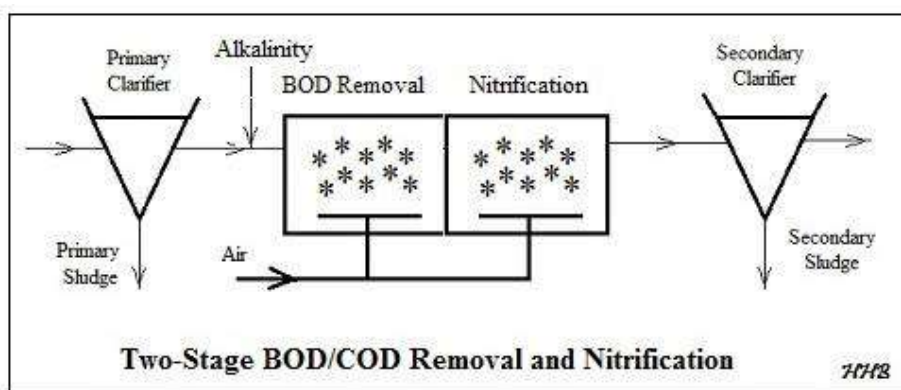 Primary
Clarifier
Alkalinity
BOD Removal
Nitrification
Secondary
Clarifier
Primary
Sludge
Air
Secondary
Sludge
Two-Stage BOD/COD Removal and Nitrification
HHB